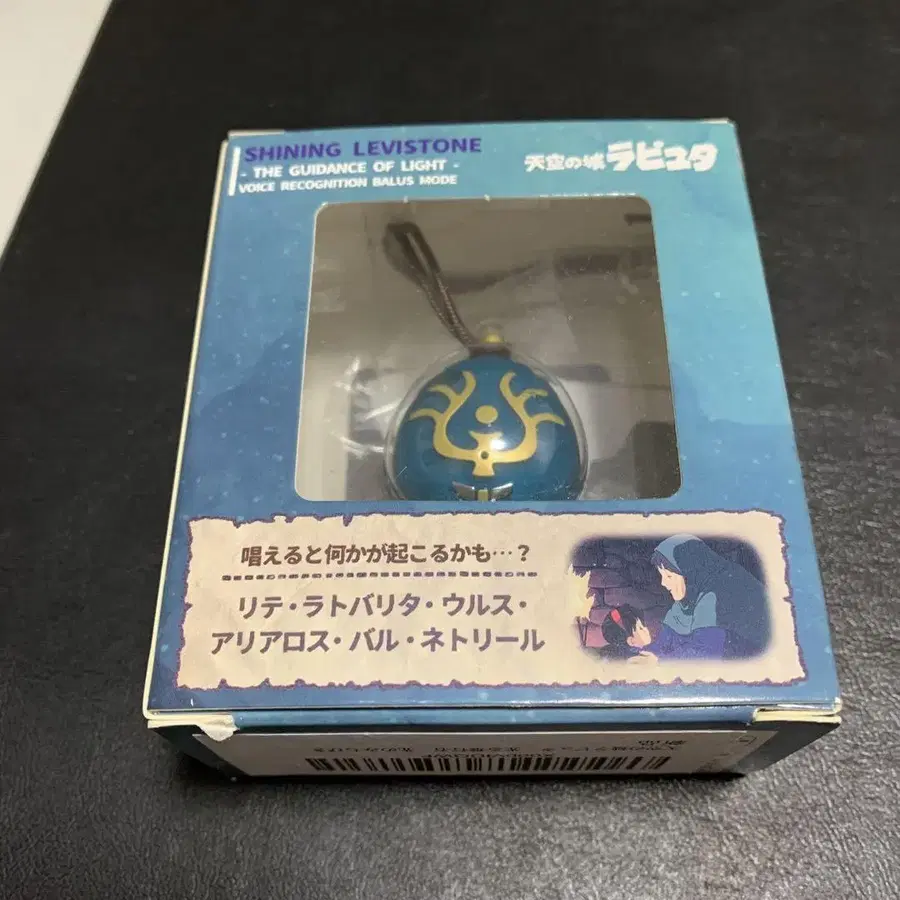 SHINING LEVISTONE
- THE GUIDANCE OF LIGHT -
VOICE RECOGNITION BALUS MODE
天空の城ラピュタ
唱えると何かが起こるかも…？
リテ・ラトバリタ・ウルス・
アリアロス・バル・ネトリール
新品